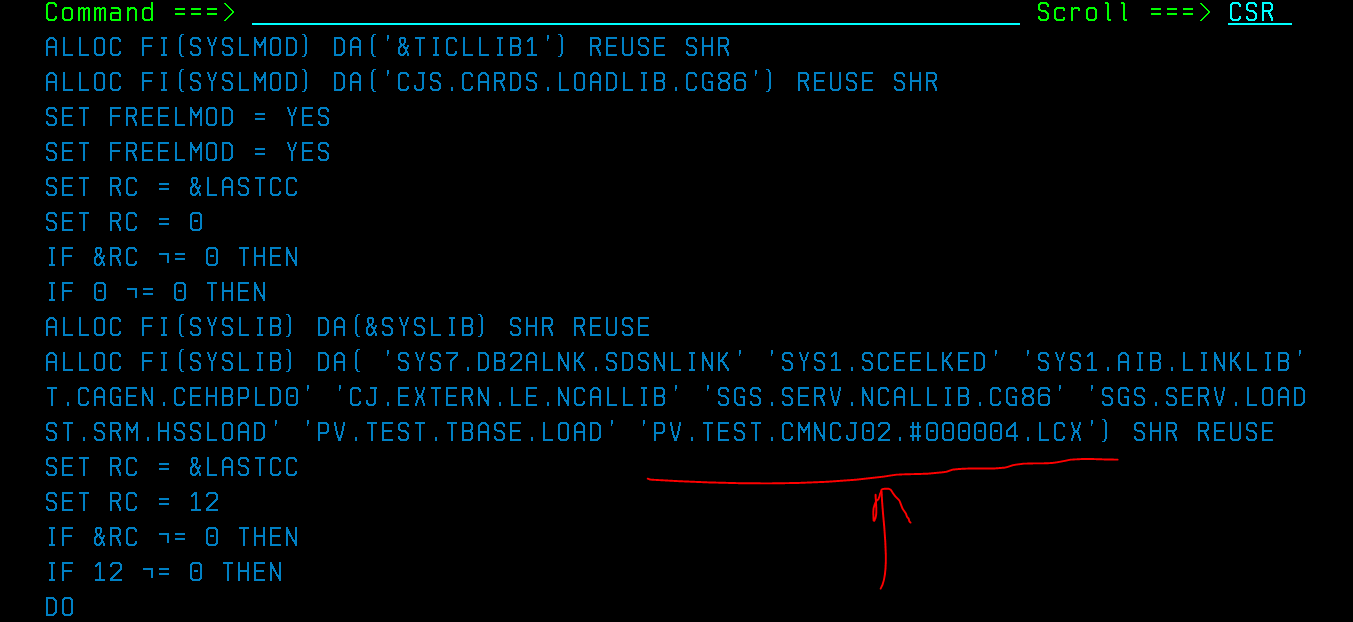 Command ===> Scroll ===> CSR
ALLOC FI(SYSLMOD) DA('&TICLLIB1') REUSE SHR
ALLOC FI(SYSLMOD) DA('CJS.CARDS.LOADLIB.CG86') REUSE SHR
SET FREELMOD = YES
SET FREELMOD = YES
SET RC = &LASTCC
SET RC = 0
IF &RC ¬= 0 THEN
IF 0 ¬= 0 THEN
ALLOC FI(SYSLIB) DA(&SYSLIB) SHR REUSE
ALLOC FI(SYSLIB) DA( 'SYS7.DB2ALNK.SDSNLINK' 'SYS1.SCEELKED' 'SYS1.AIB.LINKLIB'
T.CAGEN.CEHBPLD0' 'CJ.EXTERN.LE.NCALLIB' 'SGS.SERV.NCALLIB.CG86' 'SGS.SERV.LOAD
ST.SRM.HSSLOAD' 'PV.TEST.TBASE.LOAD' 'PV.TEST.CMNCJ02.#000004.LCX') SHR REUSE
SET RC = &LASTCC
SET RC = 12
IF &RC ¬= 0 THEN
IF 12 ¬= 0 THEN
DO